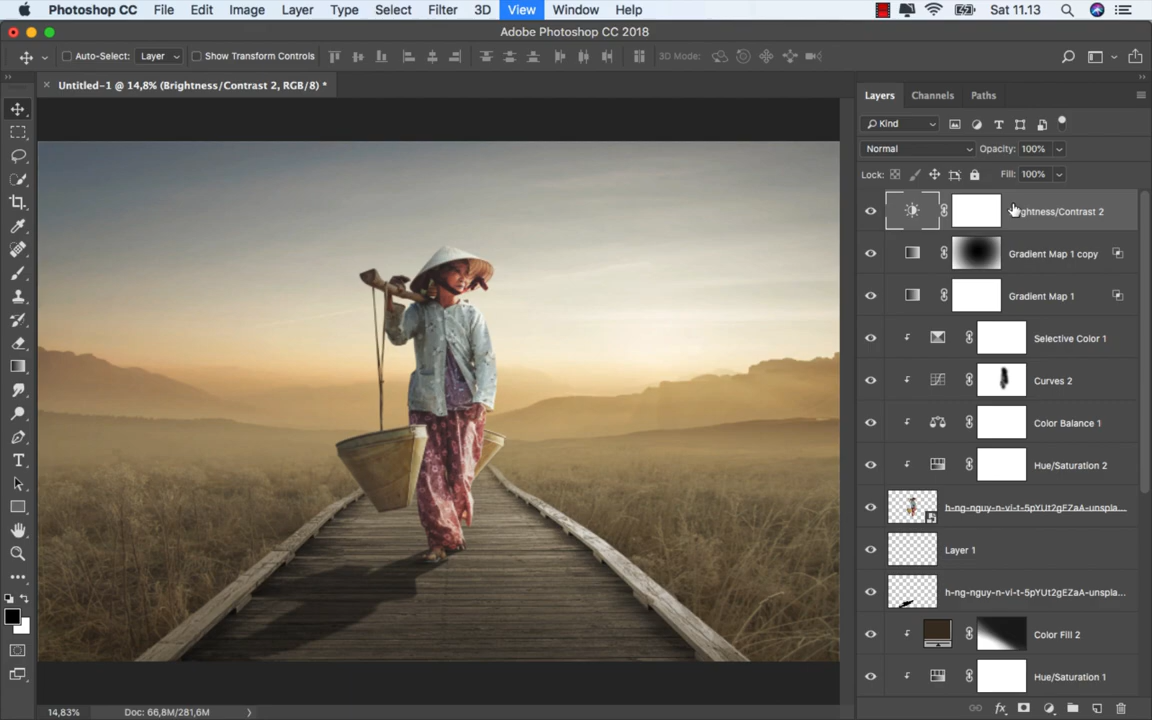 Photoshop CC File Edit Image Layer Type Select Filter 3D View Window Help Sat 11.13
Adobe Photoshop CC 2018
Auto-Select: Layer Show Transform Controls 3D Mode:
Untitled-1 @ 14,8% (Brightness/Contrast 2, RGB/8) *
Layers Channels Paths
Kind
Normal Opacity: 100%
Lock: Fill: 100%
ghtness/Contrast 2
Gradient Map 1 copy
Gradient Map 1
Selective Color 1
Curves 2
Color Balance 1
Hue/Saturation 2
h-ng-nguy-n-vi-t-5pYUt2gEZaA-unspla...
Layer 1
h-ng-nguy-n-vi-t-5pYUt2gEZaA-unspla...
Color Fill 2
Hue/Saturation 1
14,83% Doc: 66,8M/281,6M